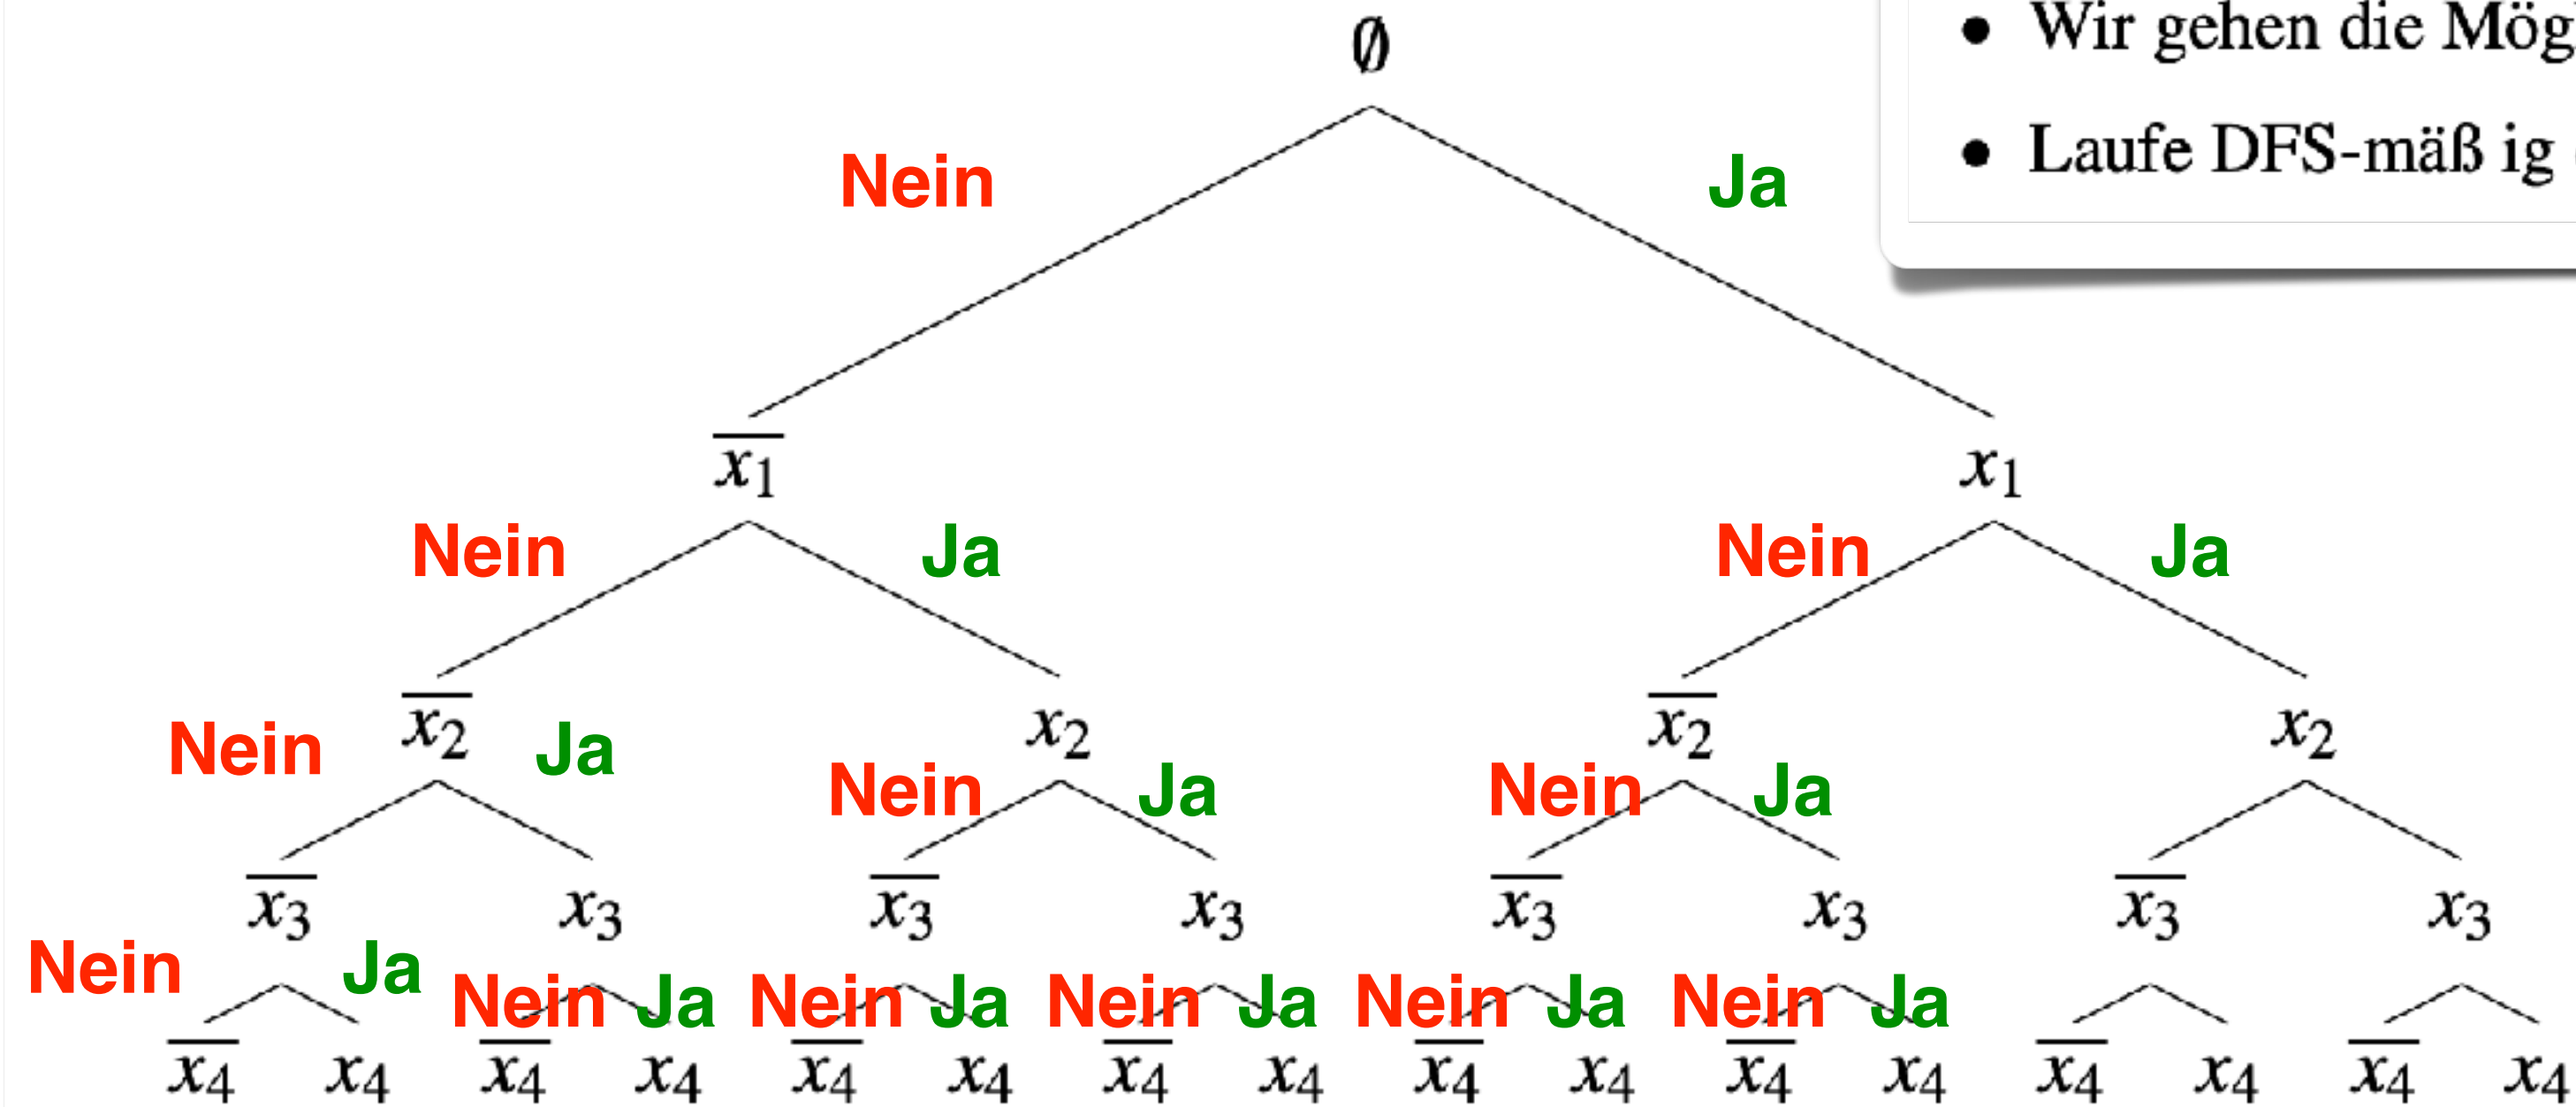 ∅
• Wir gehen die Mög
• Laufe DFS-mäß ig
Nein Ja
x̅₁ x₁
Nein Ja Nein Ja
x̅₂ x₂ x̅₂ x₂
Nein Ja Nein Ja Nein Ja
x̅₃ x₃ x̅₃ x₃ x̅₃ x₃ x̅₃ x₃
Nein Ja Nein Ja Nein Ja Nein Ja Nein Ja Nein Ja
x̅₄ x₄ x̅₄ x₄ x̅₄ x₄ x̅₄ x₄ x̅₄ x₄ x̅₄ x₄ x̅₄ x₄ x̅₄ x₄